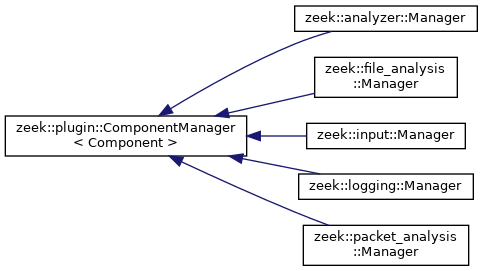 zeek::analyzer::Manager
zeek::file_analysis
::Manager
zeek::plugin::ComponentManager
< Component >
zeek::input::Manager
zeek::logging::Manager
zeek::packet_analysis
::Manager